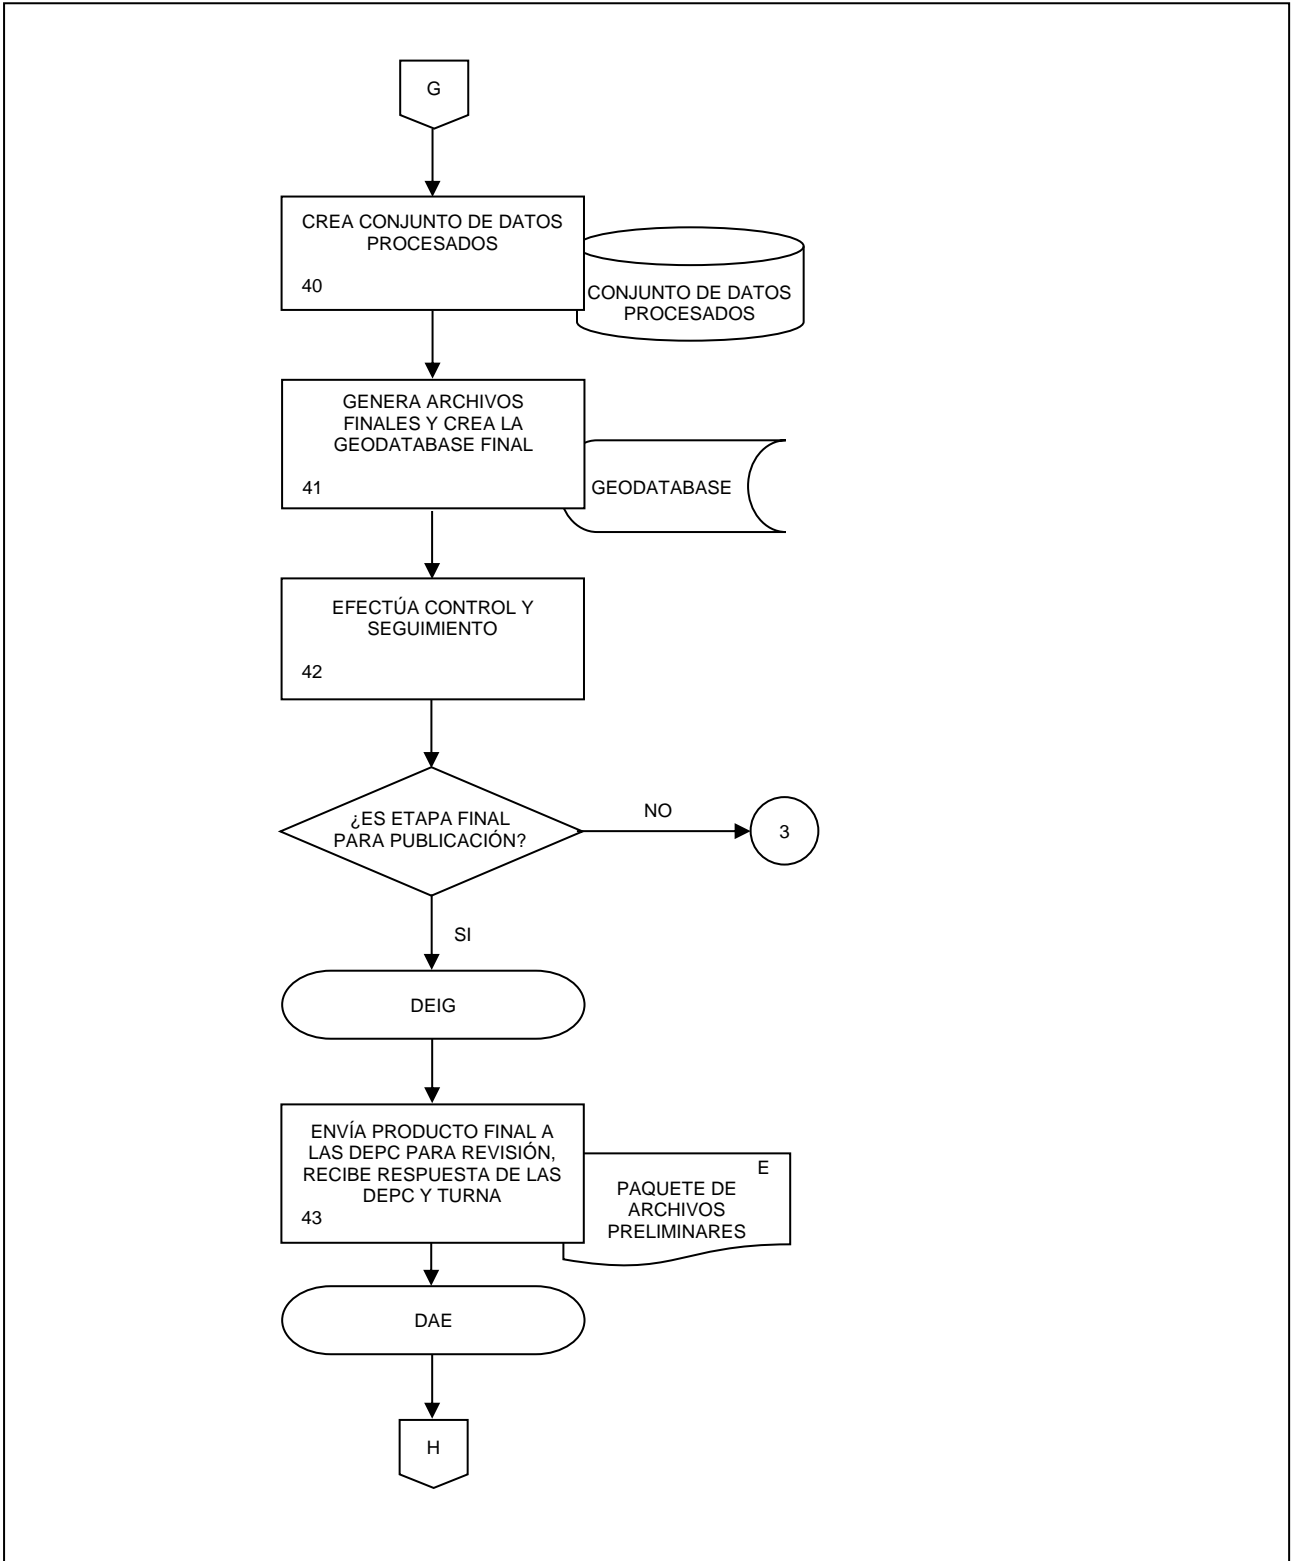 G
CREA CONJUNTO DE DATOS
PROCESADOS
40
CONJUNTO DE DATOS
PROCESADOS
GENERA ARCHIVOS
FINALES Y CREA LA
GEODATABASE FINAL
41
GEODATABASE
EFECTÚA CONTROL Y
SEGUIMIENTO
42
¿ES ETAPA FINAL
PARA PUBLICACIÓN?
NO
3
SI
DEIG
ENVÍA PRODUCTO FINAL A
LAS DEPC PARA REVISIÓN,
RECIBE RESPUESTA DE LAS
DEPC Y TURNA
43
E
PAQUETE DE
ARCHIVOS
PRELIMINARES
DAE
H